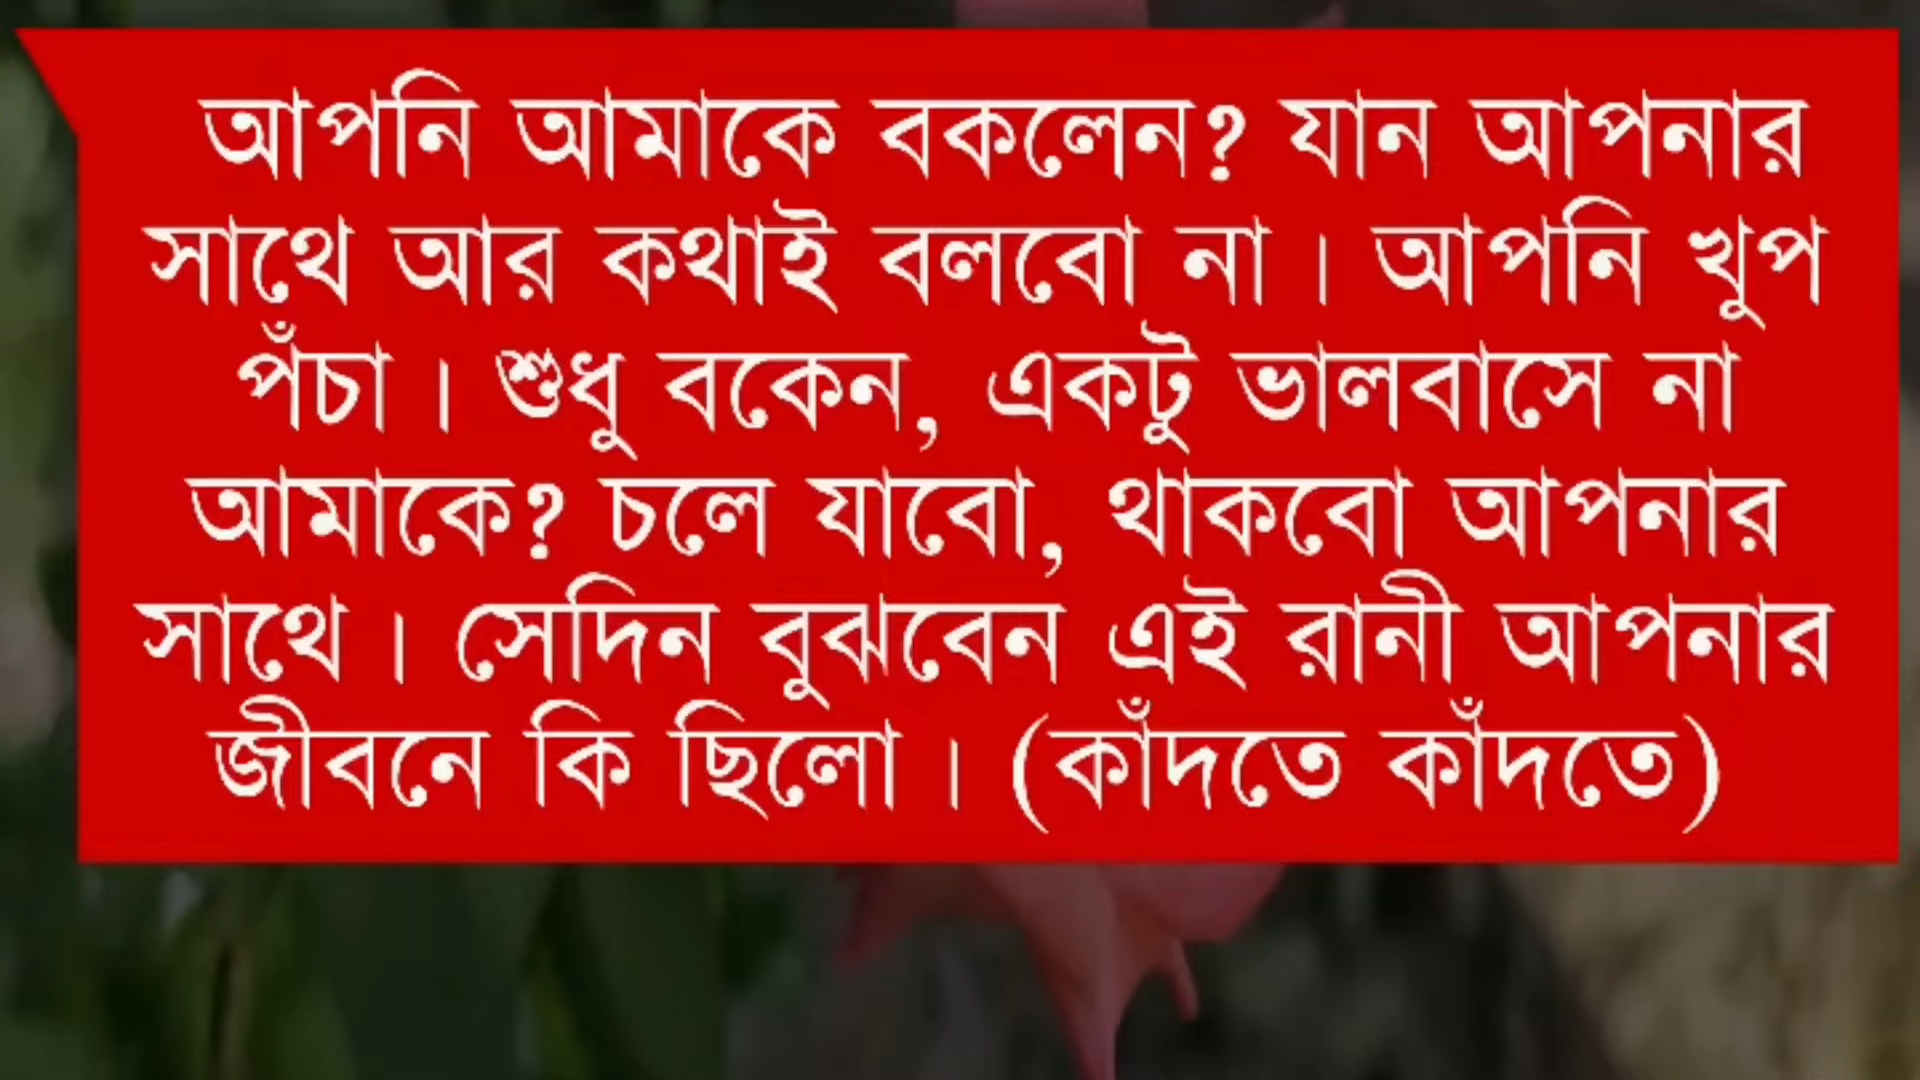 আপনি আমাকে বকলেন? যান আপনার
সাথে আর কথাই বলবো না। আপনি খুপ
পঁচা। শুধু বকেন, একটু ভালবাসে না
আমাকে? চলে যাবো, থাকবো আপনার
সাথে। সেদিন বুঝবেন এই রানী আপনার
জীবনে কি ছিলো। (কাঁদতে কাঁদতে)